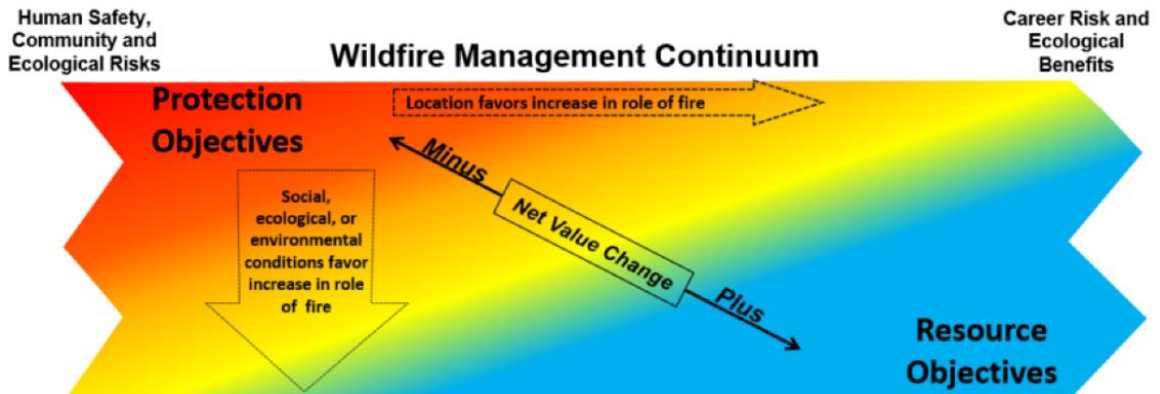 Human Safety,
Community and
Ecological Risks
Wildfire Management Continuum
Career Risk and
Ecological
Benefits
Protection
Objectives
Location favors increase in role of fire
Social,
ecological, or
environmental
conditions favor
increase in role
of fire
Minus
Net Value Change
Plus
Resource
Objectives